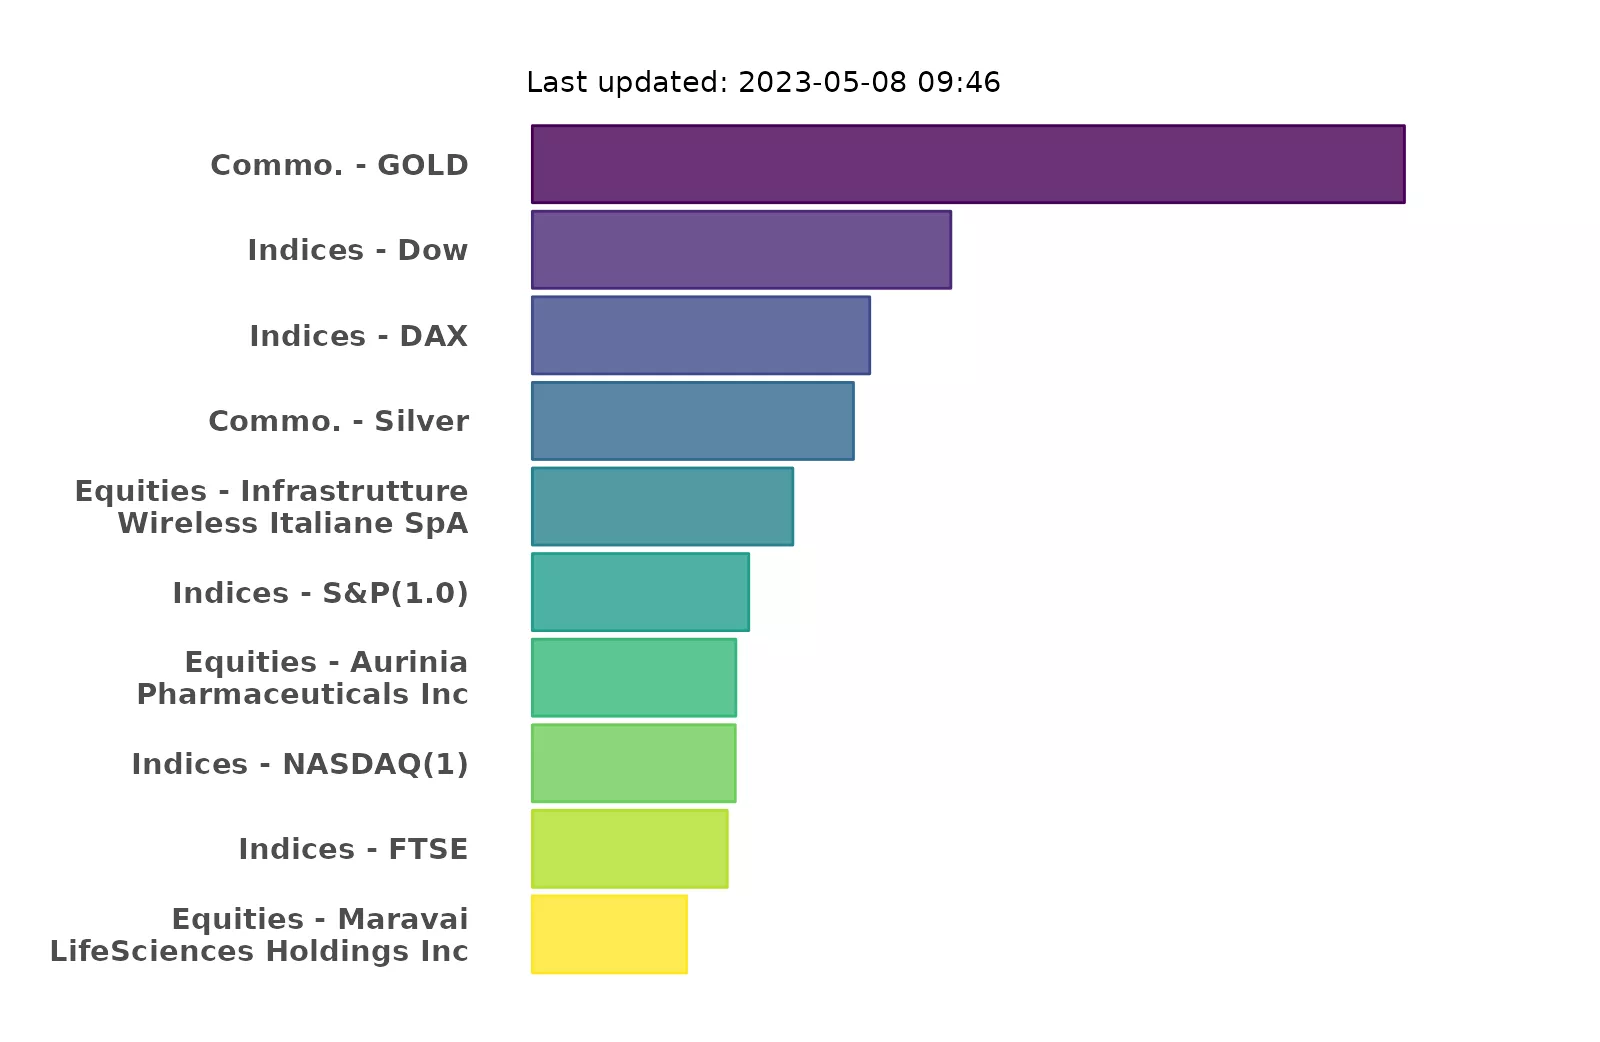 Last updated: 2023-05-08 09:46
Commo. - GOLD
Indices - Dow
Indices - DAX
Commo. - Silver
Equities - Infrastrutture
Wireless Italiane SpA
Indices - S&P(1.0)
Equities - Aurinia
Pharmaceuticals Inc
Indices - NASDAQ(1)
Indices - FTSE
Equities - Maravai
LifeSciences Holdings Inc